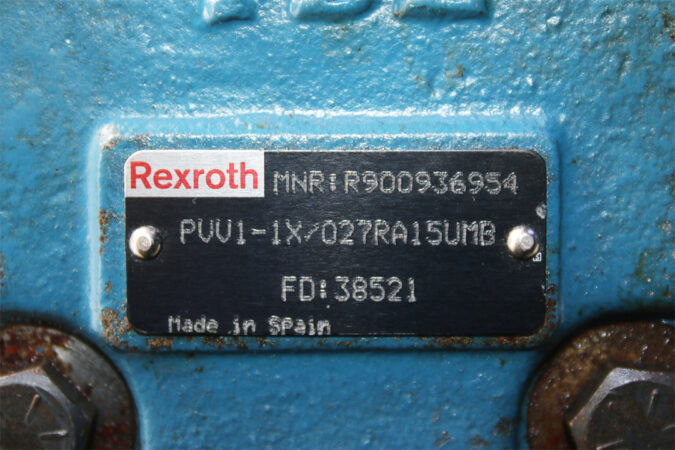 Rexroth MNR:R900936954
PVV1-1X/027RA15UMB
FD:38521
Made in Spain